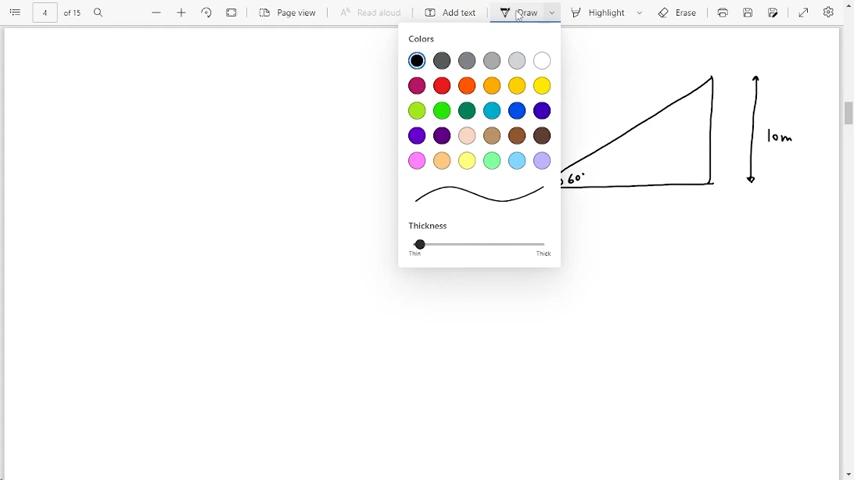 4 of 15 Page view Read aloud Add text Draw Highlight Erase
Colors
10m
60°
Thickness
Thin Thick